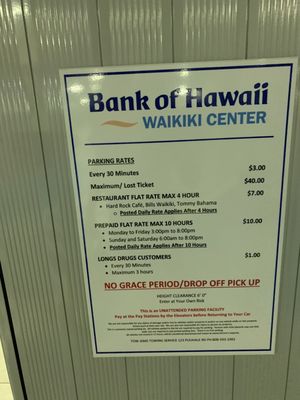 Bank of Hawaii
WAIKIKI CENTER
PARKING RATES
Every 30 Minutes $3.00
Maximum/ Lost Ticket $40.00
RESTAURANT FLAT RATE MAX 4 HOUR $7.00
• Hard Rock Café, Bills Waikiki, Tommy Bahama
○ Posted Daily Rate Applies After 4 Hours
PREPAID FLAT RATE MAX 10 HOURS $10.00
• Monday to Friday 3:00pm to 8:00pm
• Sunday and Saturday 6:00am to 8:00pm
○ Posted Daily Rate Applies After 10 Hours
LONGS DRUGS CUSTOMERS $1.00
• Every 30 Minutes
• Maximum 3 hours
NO GRACE PERIOD/DROP OFF PICK UP
HEIGHT CLEARANCE 6' 0"
Enter at Your Own Risk
This is an UNATTENDED PARKING FACILITY
Pay at the Pay Stations by the Elevators before Returning to Your Car